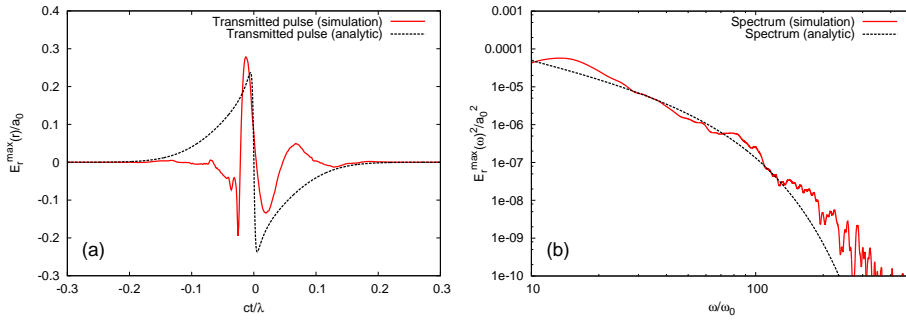 Transmitted pulse (simulation)
Transmitted pulse (analytic)
0.3
0.2
0.1
0
-0.1
-0.2
-0.3
E_r^max(r)/a_0
(a)
-0.3
-0.2
-0.1
0
0.1
0.2
0.3
ct/λ
Spectrum (simulation)
Spectrum (analytic)
0.001
0.0001
1e-05
1e-06
1e-07
1e-08
1e-09
1e-10
E_r^max(ω)^2/a_0^2
(b)
10
100
ω/ω_0